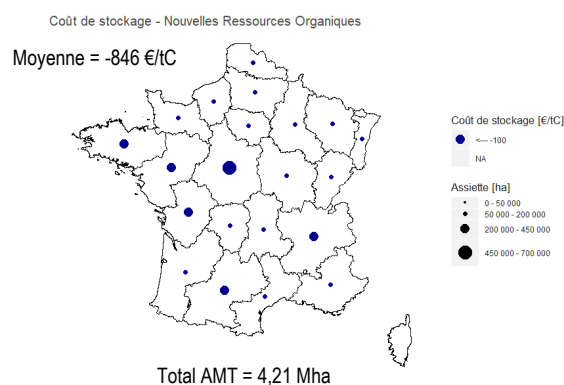 Coût de stockage - Nouvelles Ressources Organiques
Moyenne = -846 €/tC
Coût de stockage [€/tC]
<--- -100
NA
Assiette [ha]
0 - 50 000
50 000 - 200 000
200 000 - 450 000
450 000 - 700 000
Total AMT = 4,21 Mha